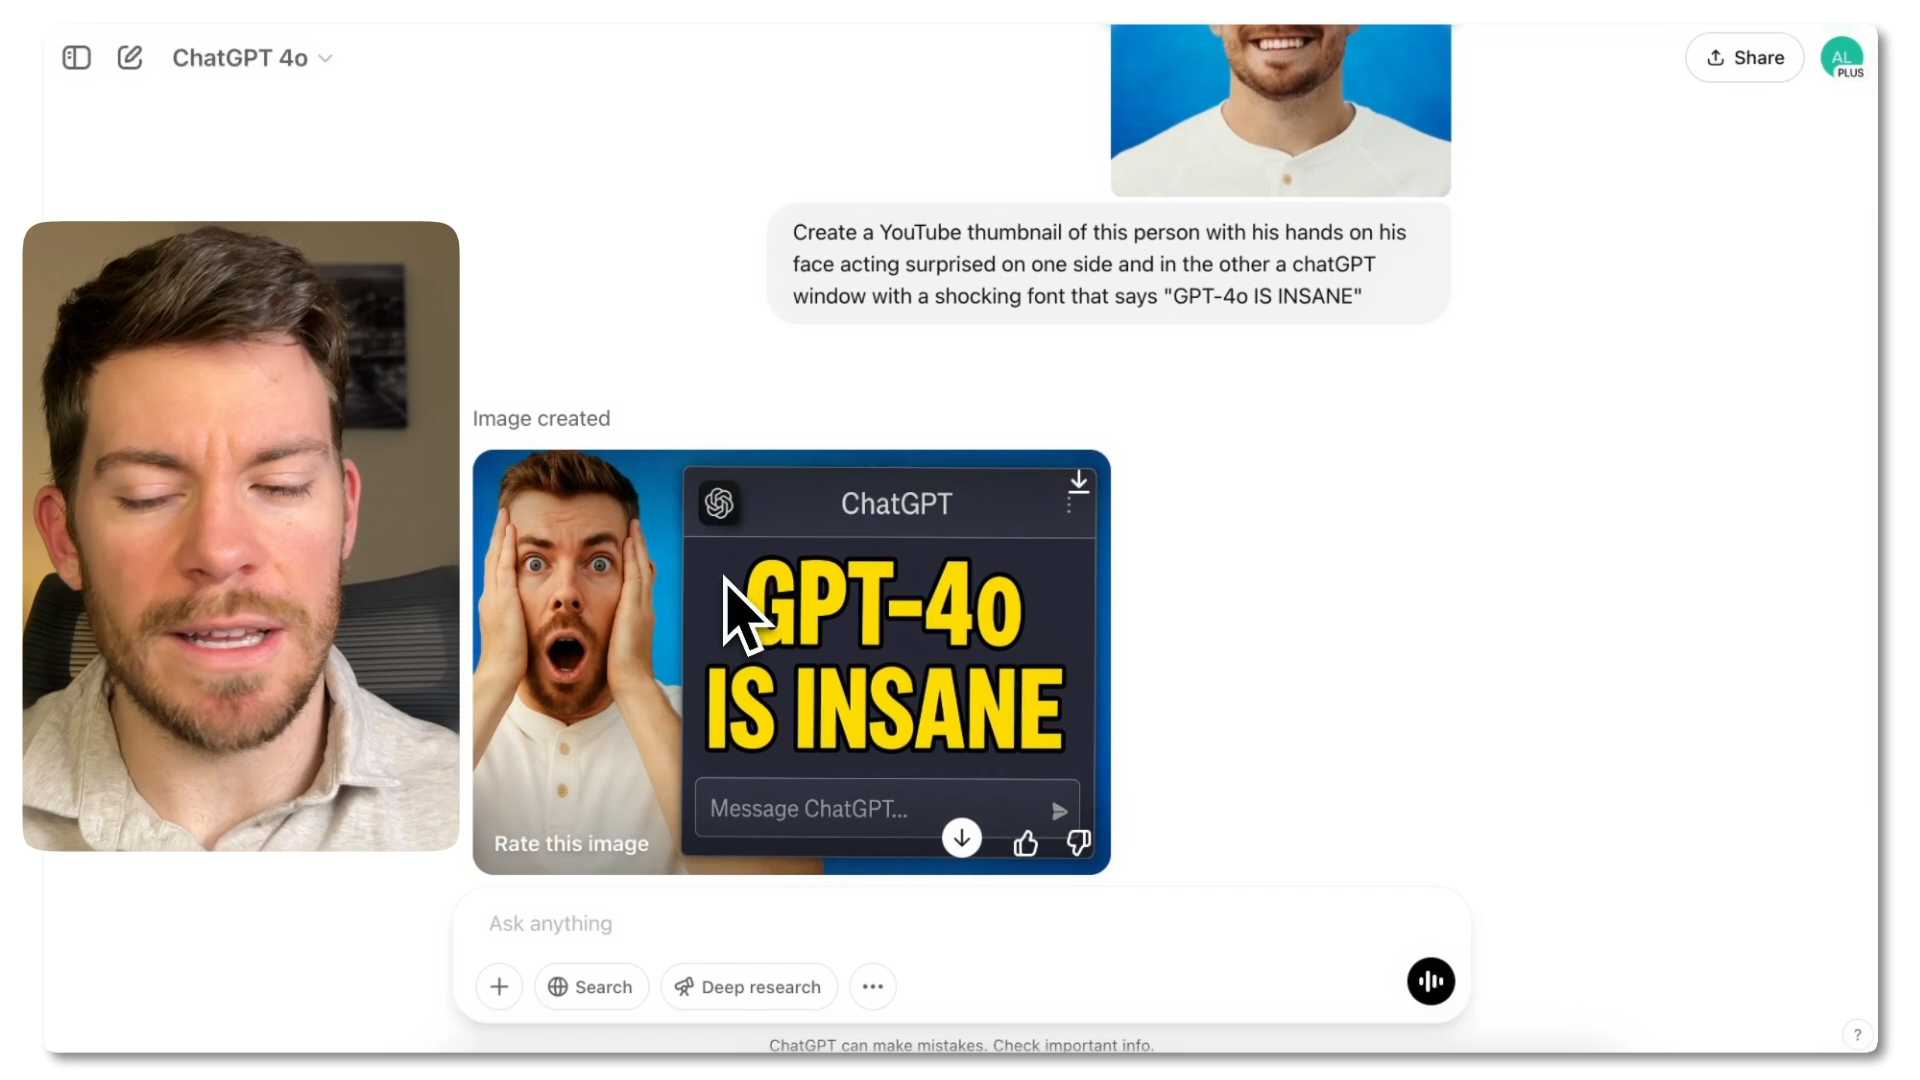 ChatGPT 4o
Share
AL
PLUS
Create a YouTube thumbnail of this person with his hands on his
face acting surprised on one side and in the other a chatGPT
window with a shocking font that says "GPT-4o IS INSANE"
Image created
ChatGPT
GPT-4o
IS INSANE
Message ChatGPT...
Rate this image
Ask anything
Search
Deep research
ChatGPT can make mistakes. Check important info.
?